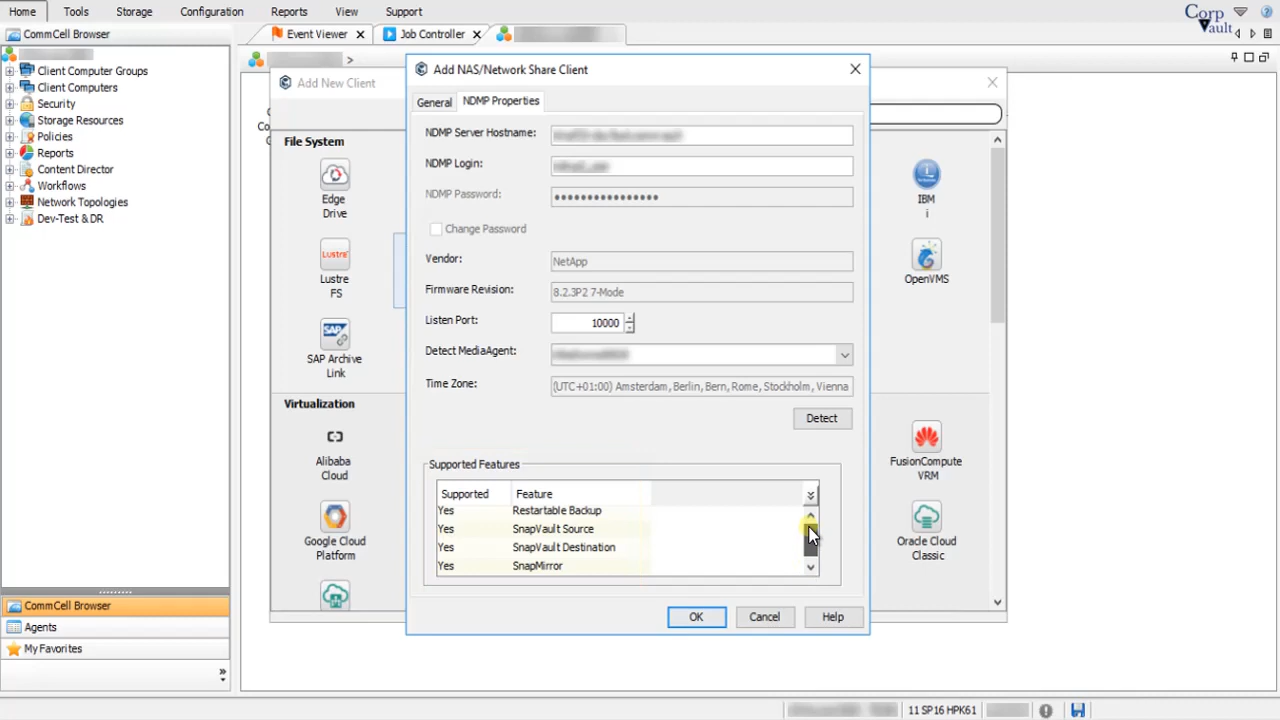 Home Tools Storage Configuration Reports View Support
Corp
Vault
CommCell Browser
Event Viewer
Job Controller
>
Client Computer Groups
Client Computers
Security
Storage Resources
Policies
Reports
Content Director
Workflows
Network Topologies
Dev-Test & DR
CommCell Browser
Agents
My Favorites
Add New Client
File System
Edge
Drive
Lustre
Lustre
FS
SAP
SAP Archive
Link
Virtualization
Alibaba
Cloud
Google Cloud
Platform
Add NAS/Network Share Client
General NDMP Properties
NDMP Server Hostname:
NDMP Login:
NDMP Password: ••••••••••••••••
Change Password
Vendor: NetApp
Firmware Revision: 8.2.3P2 7-Mode
Listen Port: 10000
Detect MediaAgent:
Time Zone: (UTC+01:00) Amsterdam, Berlin, Bern, Rome, Stockholm, Vienna
Detect
Supported Features
Supported Feature
Yes Restartable Backup
Yes SnapVault Source
Yes SnapVault Destination
Yes SnapMirror
OK Cancel Help
IBM
i
OpenVMS
FusionCompute
VRM
Oracle Cloud
Classic
11 SP16 HPK61